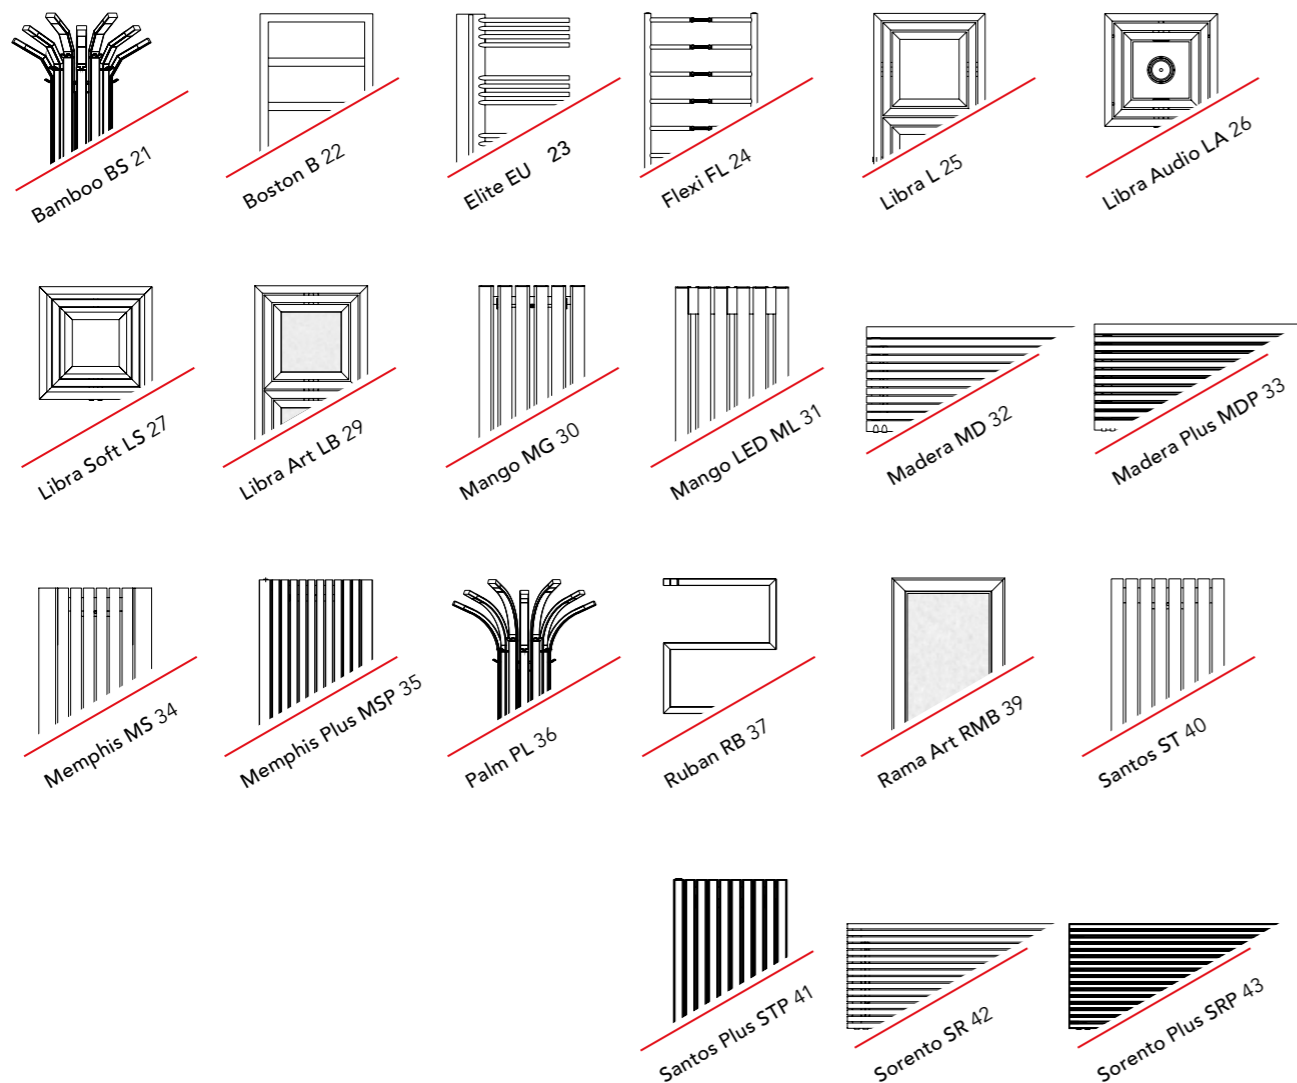 Bamboo BS 21
Boston B 22
Elite EU 23
Flexi FL 24
Libra L 25
Libra Audio LA 26
Libra Soft LS 27
Libra Art LB 29
Mango MG 30
Mango LED ML 31
Madera MD 32
Madera Plus MDP 33
Memphis MS 34
Memphis Plus MSP 35
Palm PL 36
Ruban RB 37
Rama Art RMB 39
Santos ST 40
Santos Plus STP 41
Sorento SR 42
Sorento Plus SRP 43